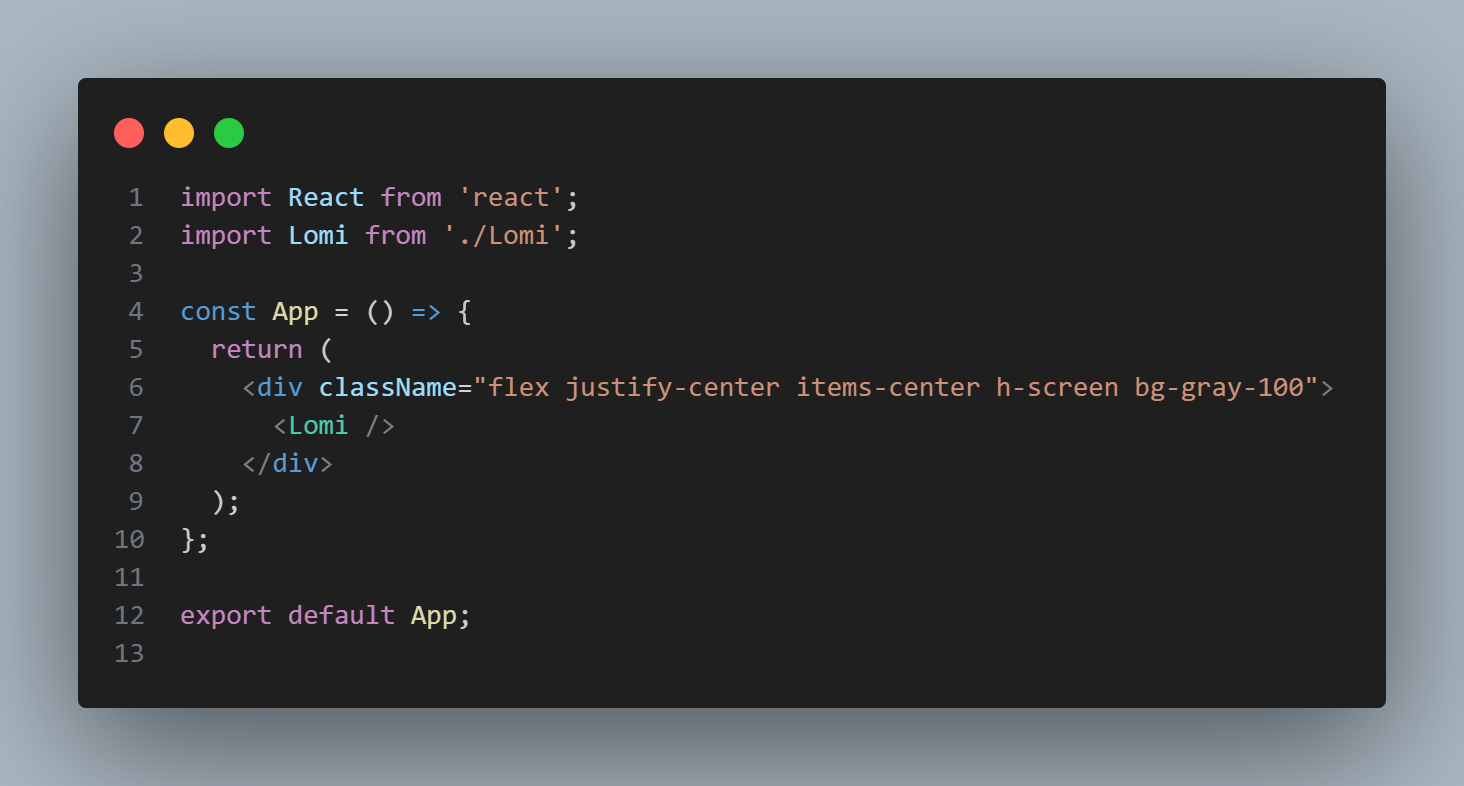 1 import React from 'react';
2 import Lomi from './Lomi';
3
4 const App = () => {
5   return (
6     <div className="flex justify-center items-center h-screen bg-gray-100">
7       <Lomi />
8     </div>
9   );
10 };
11
12 export default App;
13